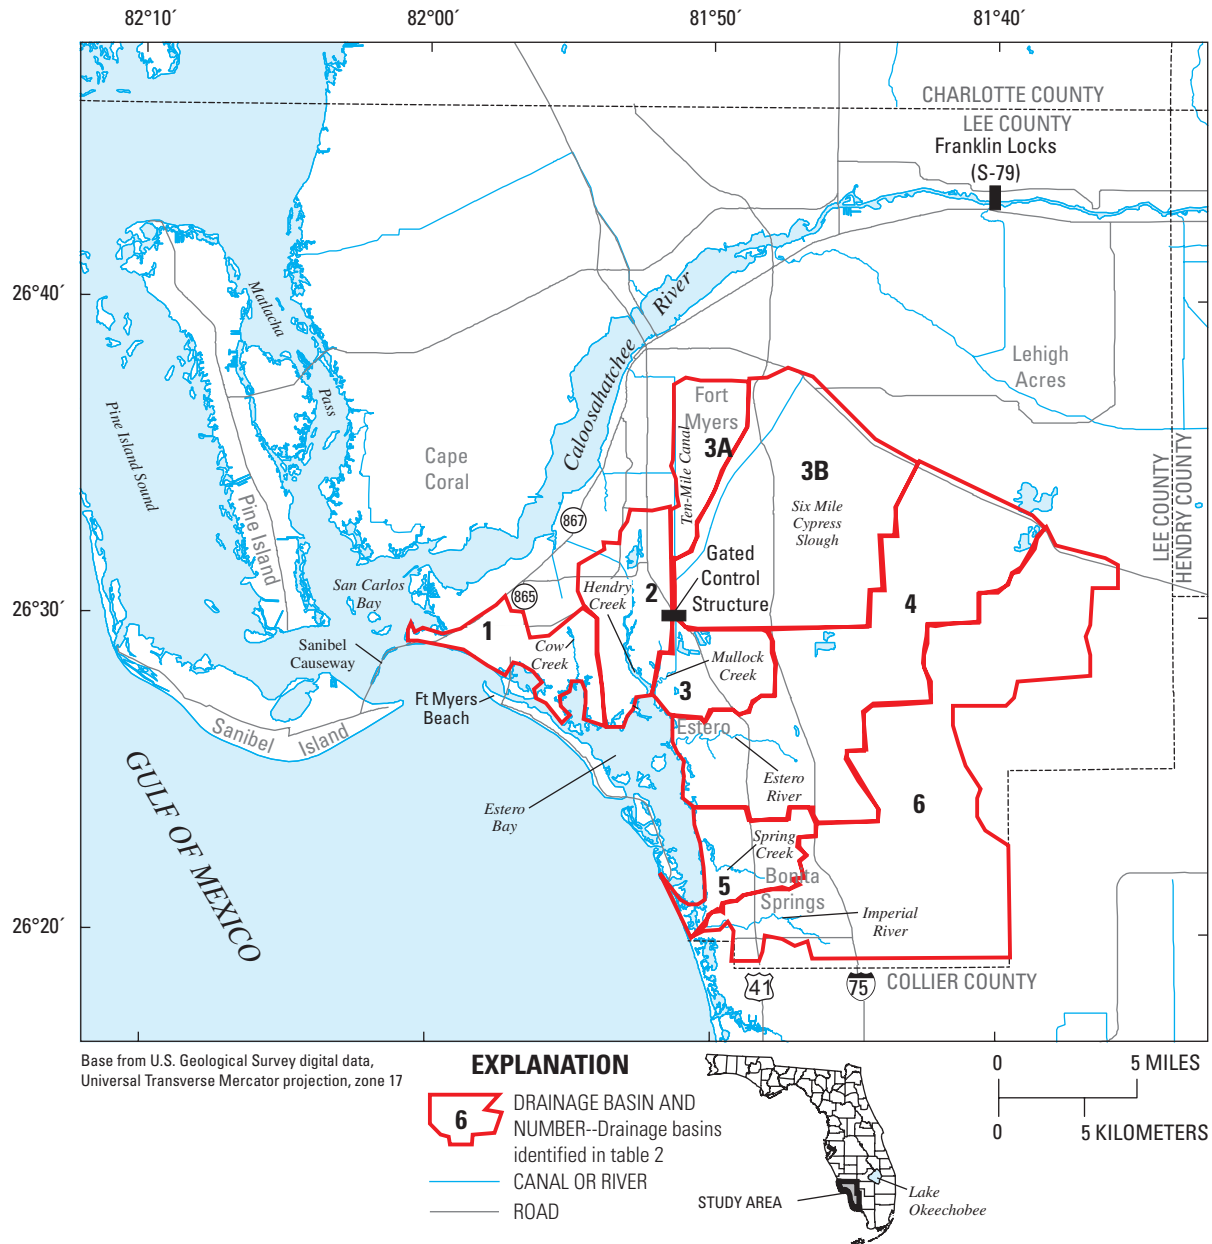 82°10´
82°00´
81°50´
81°40´
CHARLOTTE COUNTY
LEE COUNTY
Franklin Locks
(S-79)
26°40´
Matlacha
Pass
River
Caloosahatchee
Lehigh
Acres
Pine Island Sound
Pine Island
Cape
Coral
Fort
Myers
3A
Ten-Mile Canal
3B
Six Mile
Cypress
Slough
LEE COUNTY
HENDRY COUNTY
867
Gated
Control
Structure
San Carlos
Bay
865
Hendry
Creek
2
4
26°30´
1
Sanibel
Causeway
Cow
Creek
Mullock
Creek
3
Ft Myers
Beach
Sanibel Island
Estero
Estero
River
GULF OF MEXICO
Estero
Bay
6
Spring
Creek
5
Bonita
Springs
Imperial
River
26°20´
41
75
COLLIER COUNTY
Base from U.S. Geological Survey digital data,
Universal Transverse Mercator projection, zone 17
EXPLANATION
6
DRAINAGE BASIN AND
NUMBER--Drainage basins
identified in table 2
CANAL OR RIVER
ROAD
STUDY AREA
Lake
Okeechobee
0 5 MILES
0 5 KILOMETERS